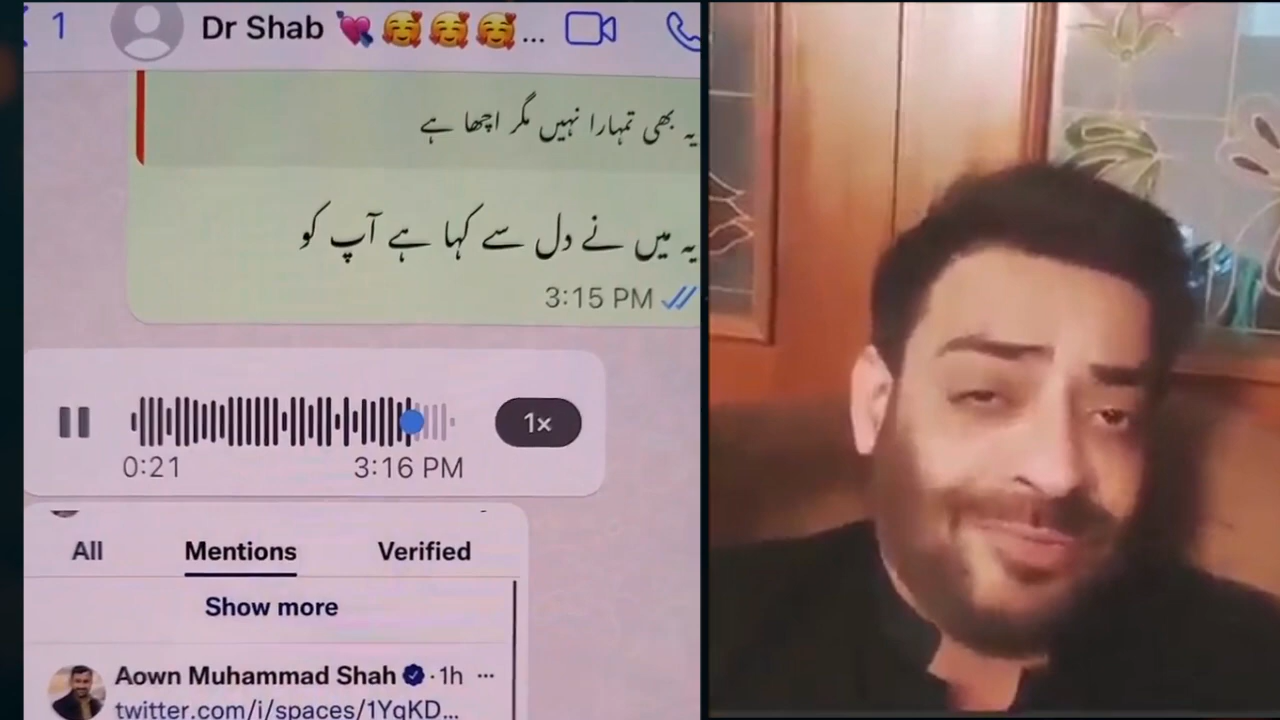 1
Dr Shab 💘🥰🥰🥰...
یہ بھی تمہارا نہیں مگر اچھا ہے
یہ میں نے دل سے کہا ہے آپ کو
3:15 PM
1x
0:21 3:16 PM
All Mentions Verified
Show more
Aown Muhammad Shah · 1h ...
twitter.com/i/spaces/1YqKD...